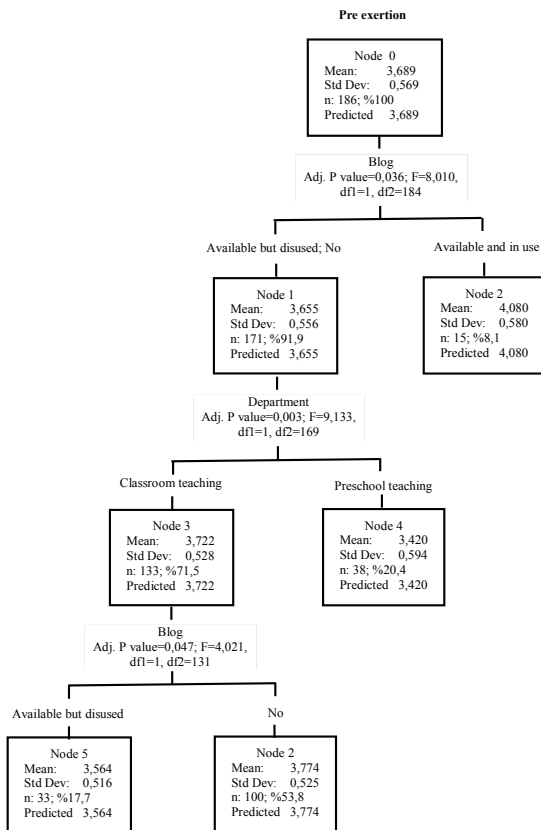 Pre exertion
Node 0
Mean: 3,689
Std Dev: 0,569
n: 186; %100
Predicted 3,689
Blog
Adj. P value=0,036; F=8,010,
df1=1, df2=184
Available but disused; No
Available and in use
Node 1
Mean: 3,655
Std Dev: 0,556
n: 171; %91,9
Predicted 3,655
Node 2
Mean: 4,080
Std Dev: 0,580
n: 15; %8,1
Predicted 4,080
Department
Adj. P value=0,003; F=9,133,
df1=1, df2=169
Classroom teaching
Preschool teaching
Node 3
Mean: 3,722
Std Dev: 0,528
n: 133; %71,5
Predicted 3,722
Node 4
Mean: 3,420
Std Dev: 0,594
n: 38; %20,4
Predicted 3,420
Blog
Adj. P value=0,047; F=4,021,
df1=1, df2=131
Available but disused
No
Node 5
Mean: 3,564
Std Dev: 0,516
n: 33; %17,7
Predicted 3,564
Node 2
Mean: 3,774
Std Dev: 0,525
n: 100; %53,8
Predicted 3,774